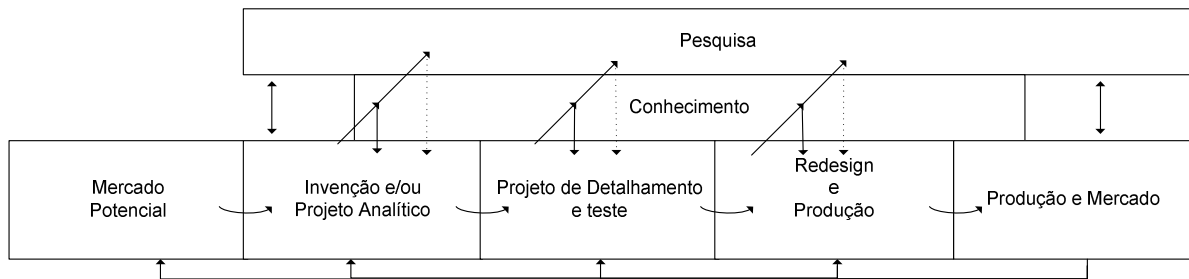 Pesquisa
Conhecimento
Mercado
Potencial
Invenção e/ou
Projeto Analítico
Projeto de Detalhamento
e teste
Redesign
e
Produção
Produção e Mercado